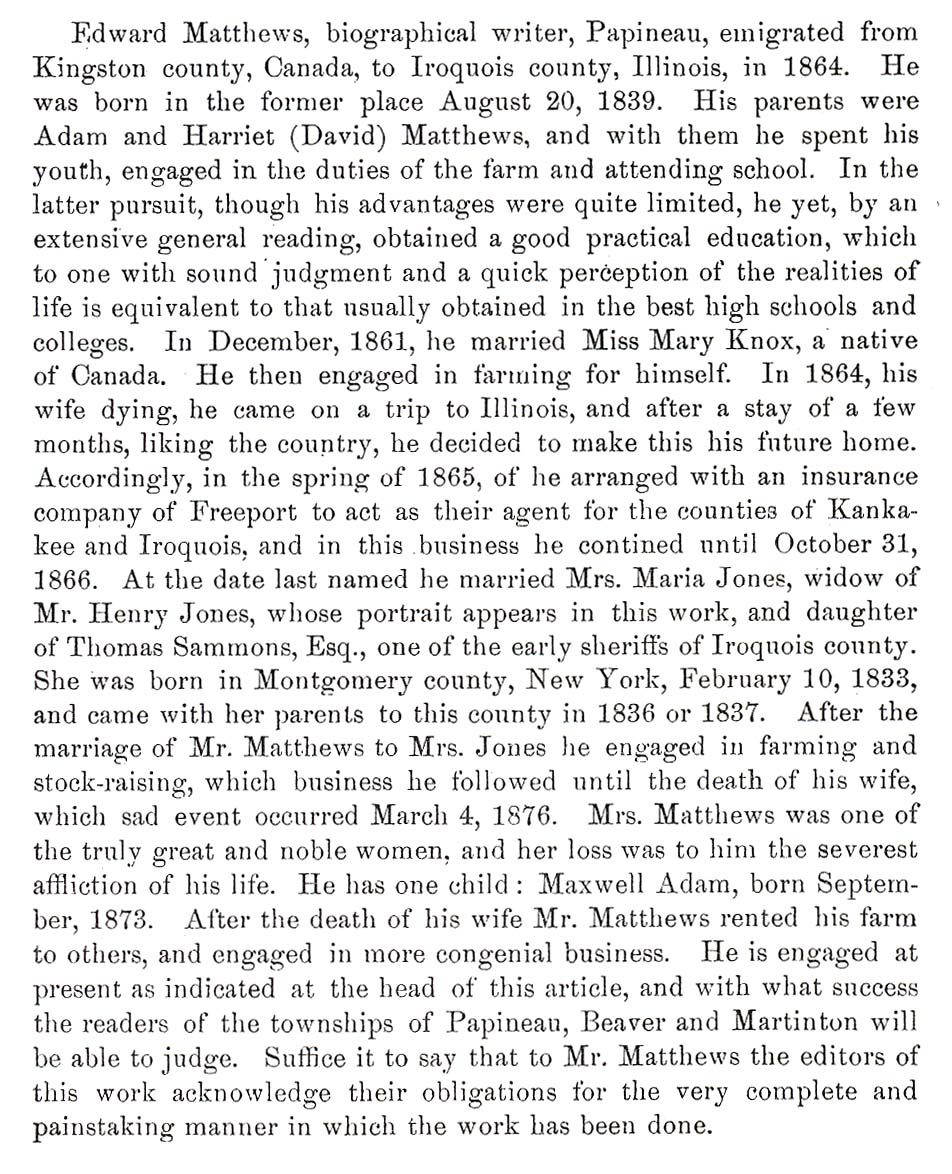 Edward Matthews, biographical writer, Papineau, emigrated from
Kingston county, Canada, to Iroquois county, Illinois, in 1864. He
was born in the former place August 20, 1839. His parents were
Adam and Harriet (David) Matthews, and with them he spent his
youth, engaged in the duties of the farm and attending school. In the
latter pursuit, though his advantages were quite limited, he yet, by an
extensive general reading, obtained a good practical education, which
to one with sound judgment and a quick perception of the realities of
life is equivalent to that usually obtained in the best high schools and
colleges. In December, 1861, he married Miss Mary Knox, a native
of Canada. He then engaged in farming for himself. In 1864, his
wife dying, he came on a trip to Illinois, and after a stay of a few
months, liking the country, he decided to make this his future home.
Accordingly, in the spring of 1865, of he arranged with an insurance
company of Freeport to act as their agent for the counties of Kanka-
kee and Iroquois, and in this business he contined until October 31,
1866. At the date last named he married Mrs. Maria Jones, widow of
Mr. Henry Jones, whose portrait appears in this work, and daughter
of Thomas Sammons, Esq., one of the early sheriffs of Iroquois county.
She was born in Montgomery county, New York, February 10, 1833,
and came with her parents to this county in 1836 or 1837. After the
marriage of Mr. Matthews to Mrs. Jones he engaged in farming and
stock-raising, which business he followed until the death of his wife,
which sad event occurred March 4, 1876. Mrs. Matthews was one of
the truly great and noble women, and her loss was to him the severest
affliction of his life. He has one child : Maxwell Adam, born Septem-
ber, 1873. After the death of his wife Mr. Matthews rented his farm
to others, and engaged in more congenial business. He is engaged at
present as indicated at the head of this article, and with what success
the readers of the townships of Papineau, Beaver and Martinton will
be able to judge. Suffice it to say that to Mr. Matthews the editors of
this work acknowledge their obligations for the very complete and
painstaking manner in which the work has been done.